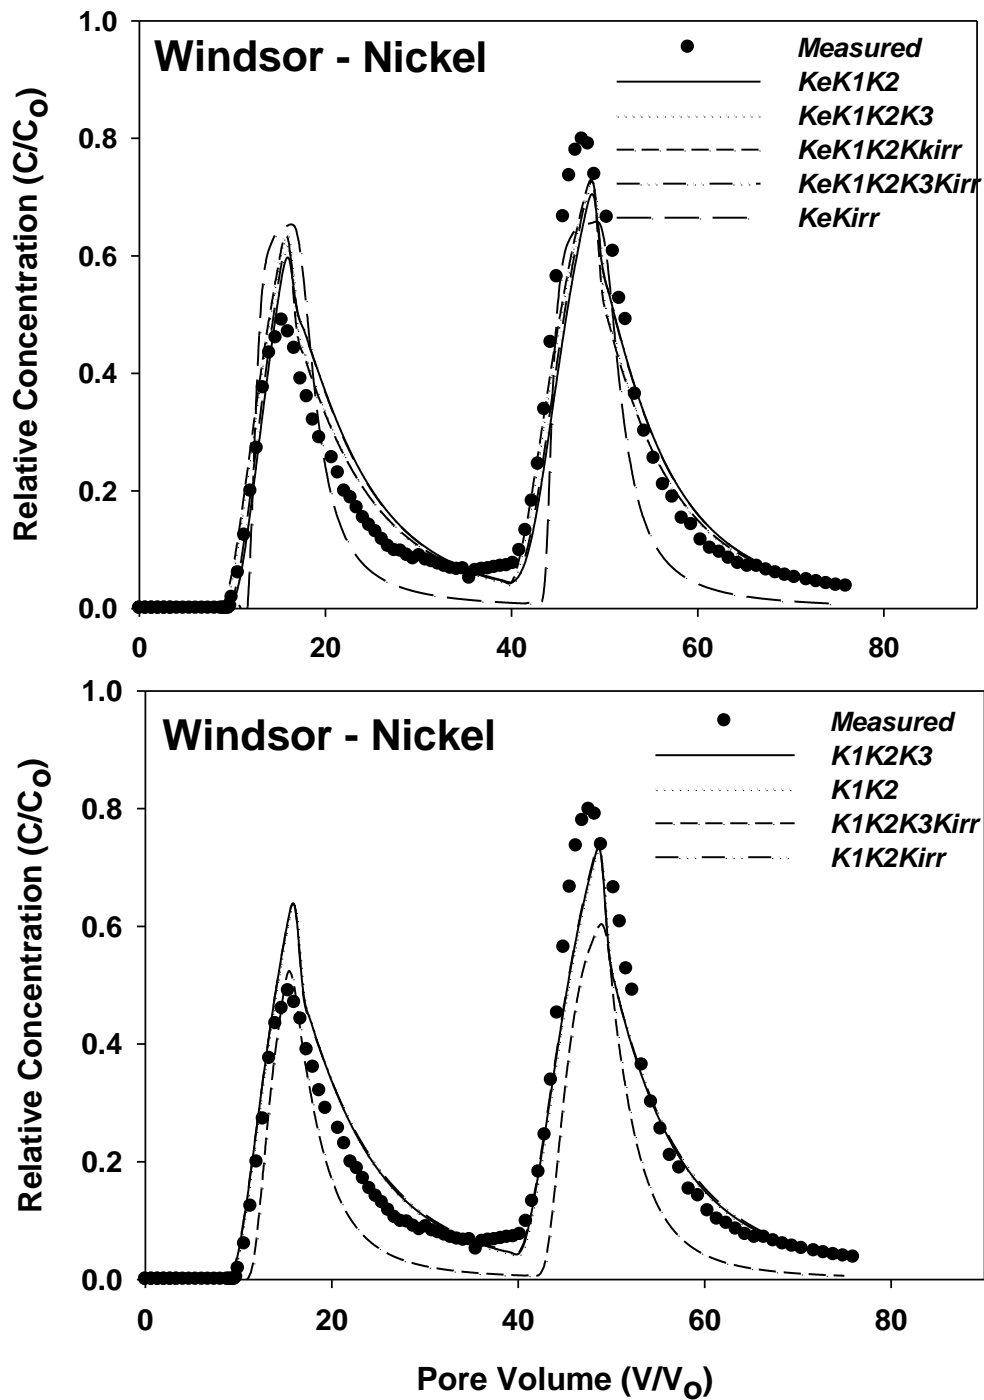 Windsor - Nickel
Measured
KeK1K2
KeK1K2K3
KeK1K2Kkirr
KeK1K2K3Kirr
KeKirr
Relative Concentration (C/Co)
1.0
0.8
0.6
0.4
0.2
0.0
0 20 40 60 80
Windsor - Nickel
Measured
K1K2K3
K1K2
K1K2K3Kirr
K1K2Kirr
Relative Concentration (C/Co)
1.0
0.8
0.6
0.4
0.2
0.0
0 20 40 60 80
Pore Volume (V/Vo)